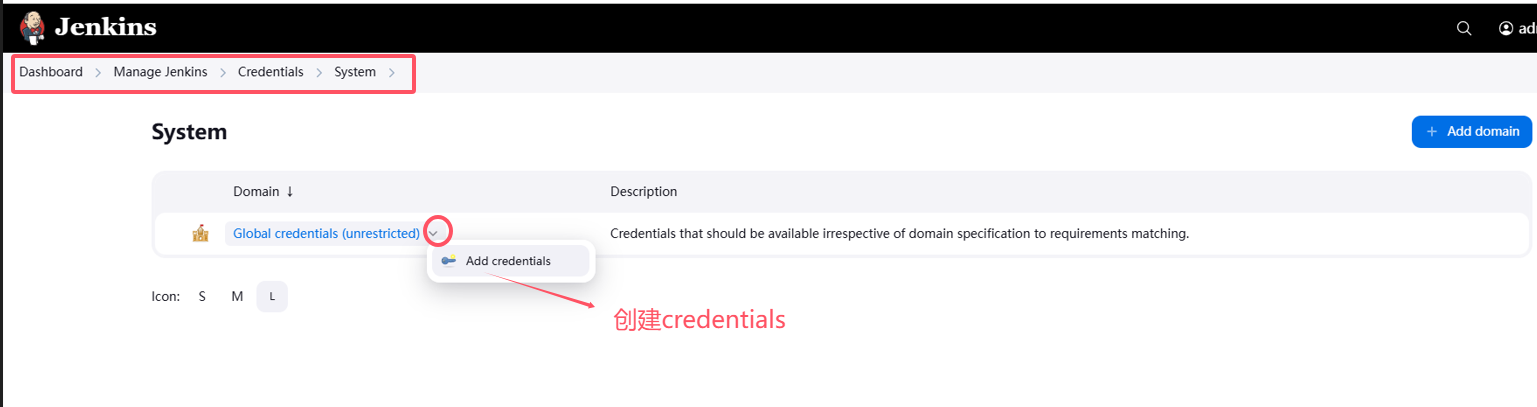 Jenkins
adm
Dashboard > Manage Jenkins > Credentials > System >
System
+ Add domain
Domain ↓ Description
Global credentials (unrestricted) Credentials that should be available irrespective of domain specification to requirements matching.
Add credentials
Icon: S M L
创建credentials